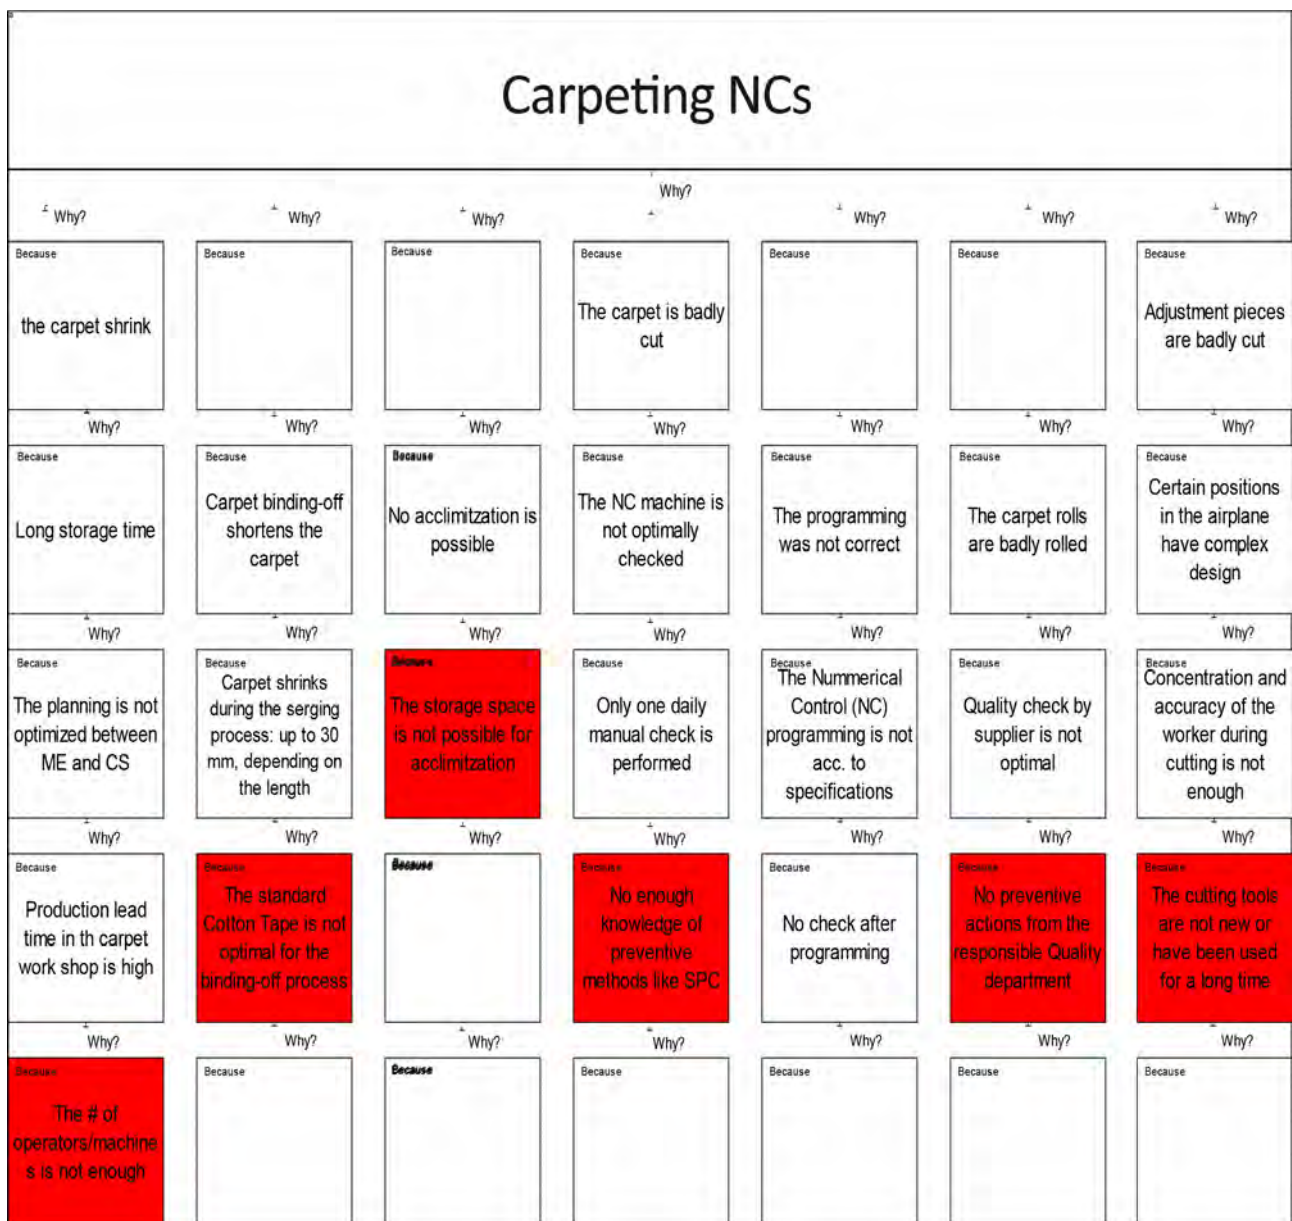 Carpeting NCs
Why?
Why?
Why?
Why?
Why?
Why?
Why?
Because
the carpet shrink
Because
Because
Because
The carpet is badly
cut
Because
Because
Because
Adjustment pieces
are badly cut
Why?
Why?
Why?
Why?
Why?
Why?
Why?
Because
Long storage time
Because
Carpet binding-off
shortens the
carpet
Because
No acclimitzation is
possible
Because
The NC machine is
not optimally
checked
Because
The programming
was not correct
Because
The carpet rolls
are badly rolled
Because
Certain positions
in the airplane
have complex
design
Why?
Why?
Why?
Why?
Why?
Why?
Why?
Because
The planning is not
optimized between
ME and CS
Because
Carpet shrinks
during the serging
process: up to 30
mm, depending on
the length
Because
The storage space
is not possible for
acclimitzation
Because
Only one daily
manual check is
performed
Because
The Nummerical
Control (NC)
programming is not
acc. to
specifications
Because
Quality check by
supplier is not
optimal
Because
Concentration and
accuracy of the
worker during
cutting is not
enough
Why?
Why?
Why?
Why?
Why?
Why?
Why?
Because
Production lead
time in th carpet
work shop is high
Because
The standard
Cotton Tape is not
optimal for the
binding-off process
Because
Because
No enough
knowledge of
preventive
methods like SPC
Because
No check after
programming
Because
No preventive
actions from the
responsible Quality
department
Because
The cutting tools
are not new or
have been used
for a long time
Why?
Why?
Why?
Why?
Why?
Why?
Why?
Because
The # of
operators/machine
s is not enough
Because
Because
Because
Because
Because
Because